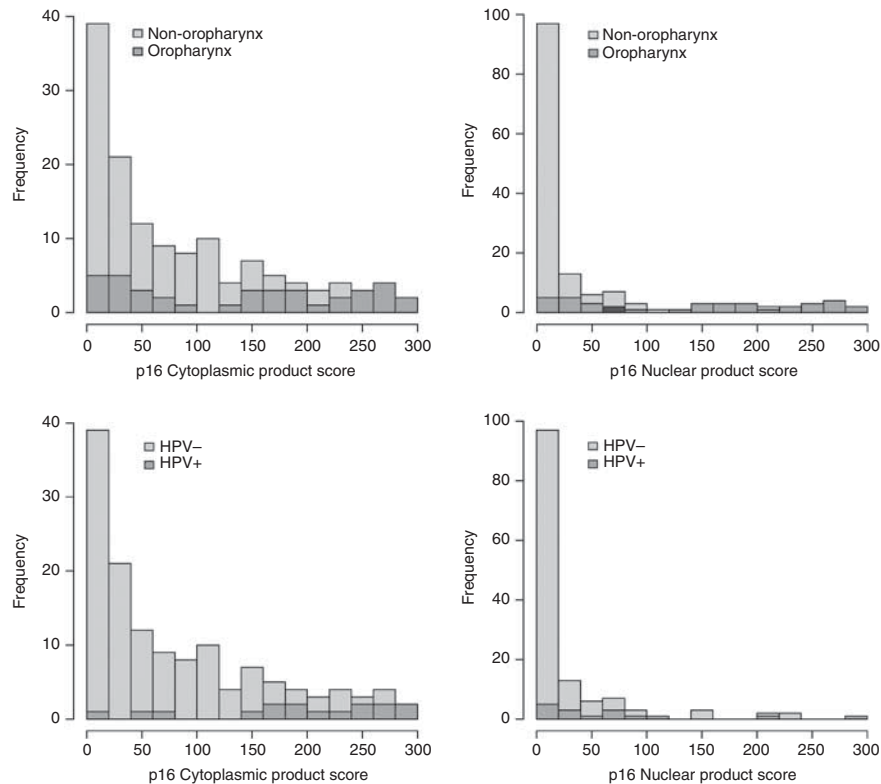 40
30
20
10
0
Frequency
Non-oropharynx
Oropharynx
0 50 100 150 200 250 300
p16 Cytoplasmic product score
100
80
60
40
20
0
Frequency
Non-oropharynx
Oropharynx
0 50 100 150 200 250 300
p16 Nuclear product score
40
30
20
10
0
Frequency
HPV–
HPV+
0 50 100 150 200 250 300
p16 Cytoplasmic product score
100
80
60
40
20
0
Frequency
HPV–
HPV+
0 50 100 150 200 250 300
p16 Nuclear product score